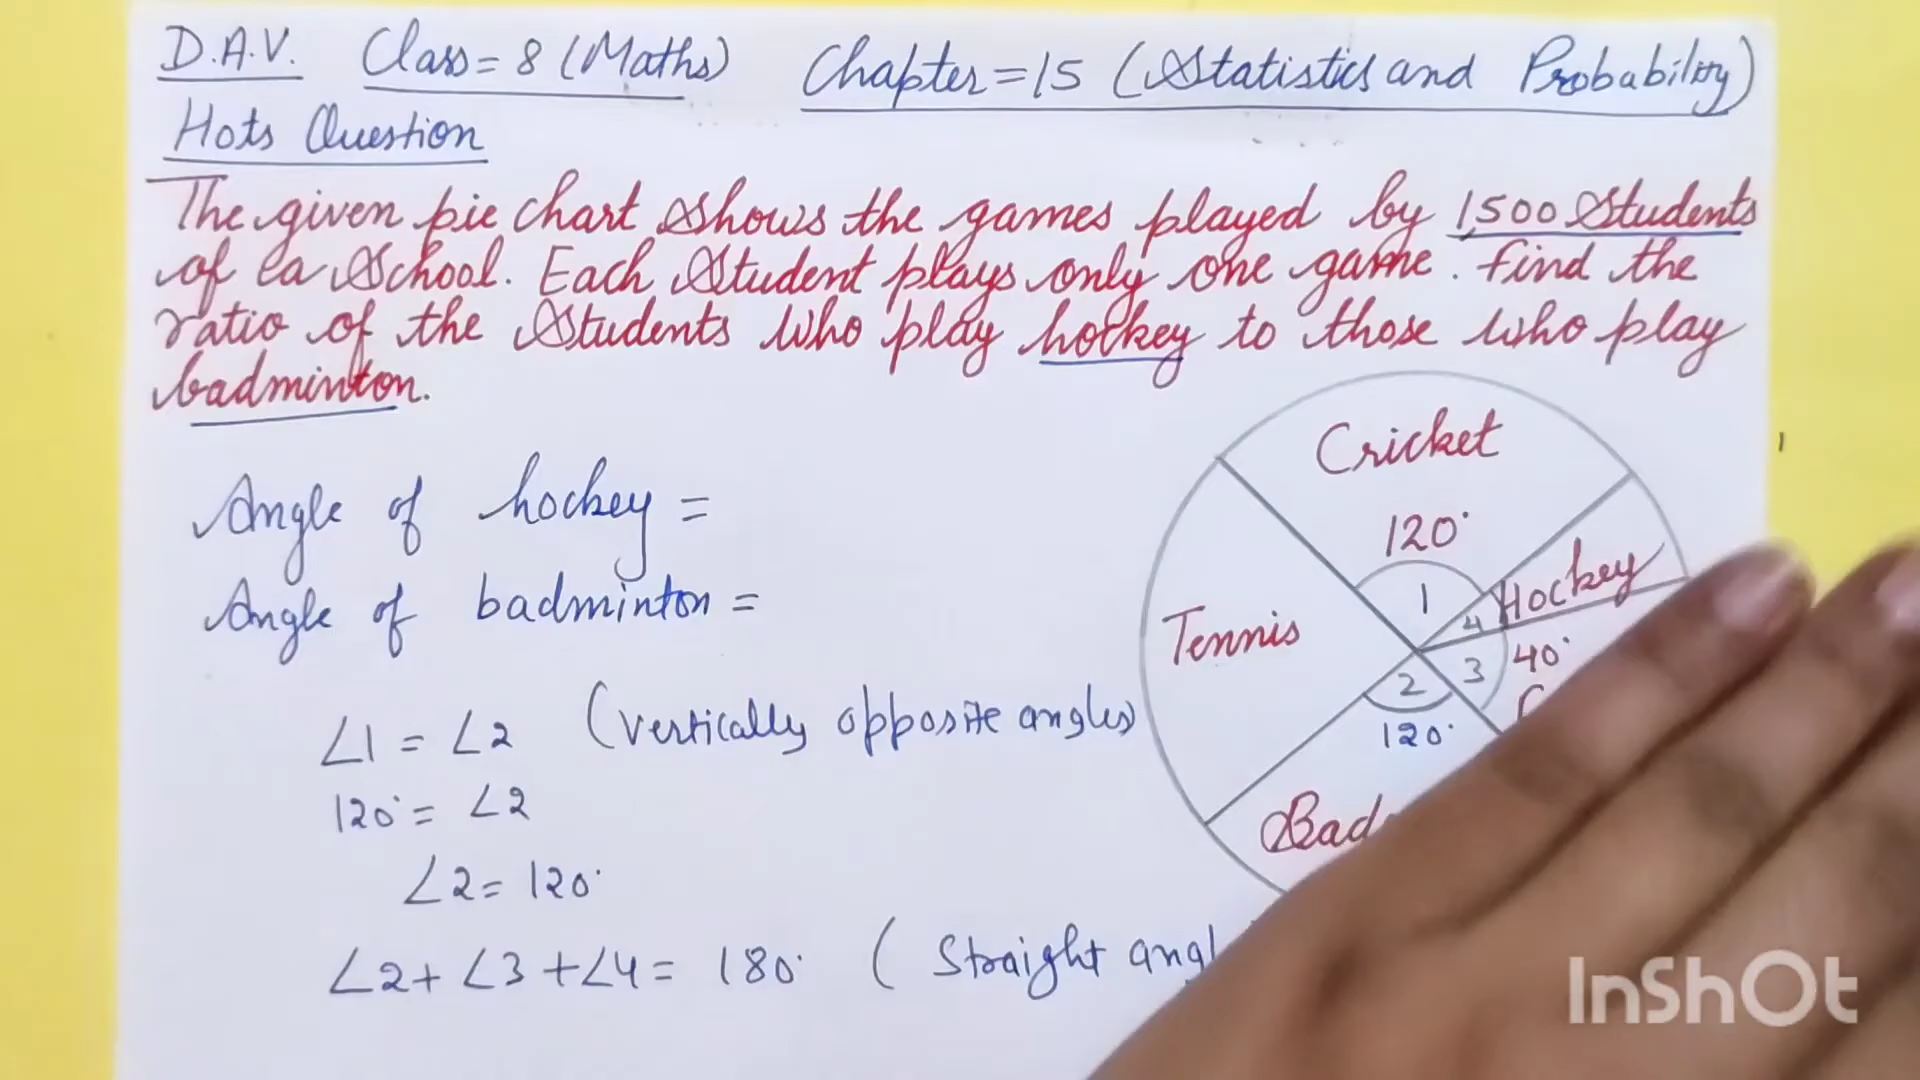 D.A.V. Class=8 (Maths) Chapter=15 (Statistics and Probability)
Hots Question
The given pie chart shows the games played by 1,500 students
of a school. Each student plays only one game. find the
ratio of the students who play hockey to those who play
badminton.
Cricket
120°
Angle of hockey =
Hockey
1
4
Angle of badminton =
Tennis
40°
3
2
∠1 = ∠2 (vertically opposite angles)
120°
120° = ∠2
Bad
∠2 = 120°
∠2 + ∠3 + ∠4 = 180° (Straight angl
InShOt